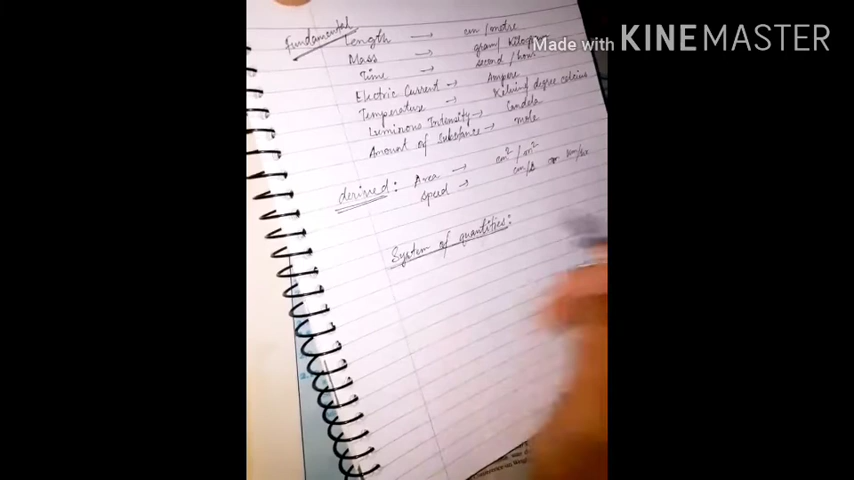 Fundamental
Length → cm/metre
Mass → gram/kilogram
Time → second/hour
Electric Current → Ampere
Temperature → Kelvin/degree celcius
Luminous Intensity → Candela
Amount of Substance → mole
derived: Area → cm²/m²
speed → cm/s or km/hr
System of quantities:
Made with KINEMASTER